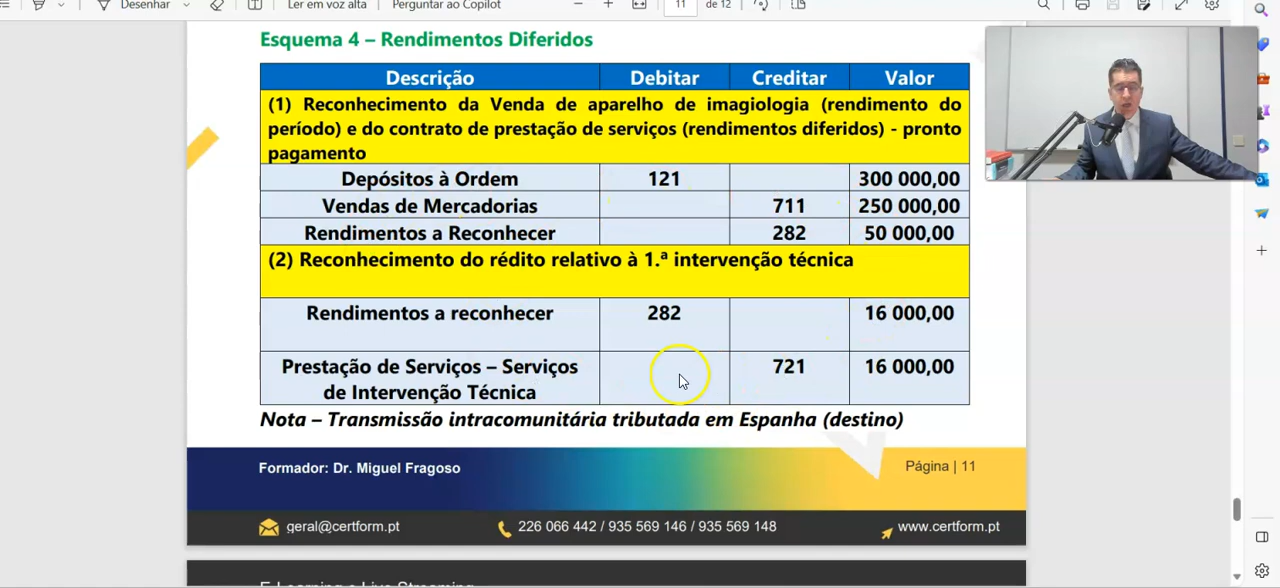 Desenhar
Ler em voz alta
Perguntar ao Copilot
11
de 12
Esquema 4 – Rendimentos Diferidos
Descrição Debitar Creditar Valor
(1) Reconhecimento da Venda de aparelho de imagiologia (rendimento do
período) e do contrato de prestação de serviços (rendimentos diferidos) - pronto
pagamento
Depósitos à Ordem 121 300 000,00
Vendas de Mercadorias 711 250 000,00
Rendimentos a Reconhecer 282 50 000,00
(2) Reconhecimento do rédito relativo à 1.ª intervenção técnica
Rendimentos a reconhecer 282 16 000,00
Prestação de Serviços – Serviços 721 16 000,00
de Intervenção Técnica
Nota – Transmissão intracomunitária tributada em Espanha (destino)
Formador: Dr. Miguel Fragoso
Página | 11
geral@certform.pt
226 066 442 / 935 569 146 / 935 569 148
www.certform.pt
E-Learning e Live Streaming